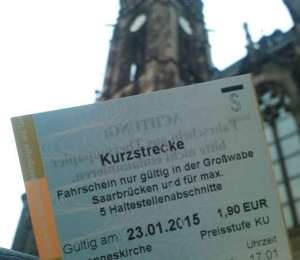 Kurzstrecke
Fahrschein nur gültig in der Großwabe
Saarbrücken und für max.
5 Haltestellenabschnitte
Gültig am: 23.01.2015 1,90 EUR
Preisstufe KU
Uhrzeit
17:01